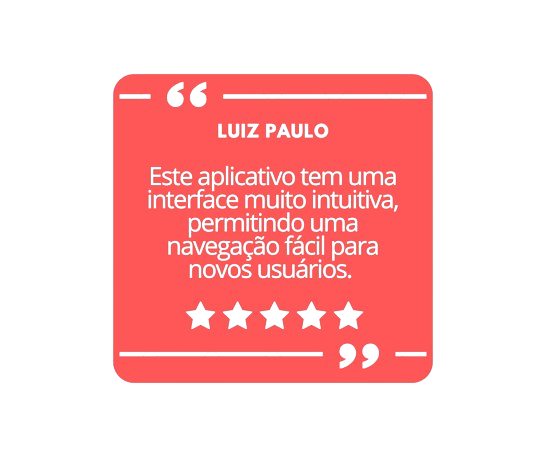 LUIZ PAULO
Este aplicativo tem uma
interface muito intuitiva,
permitindo uma
navegação fácil para
novos usuários.